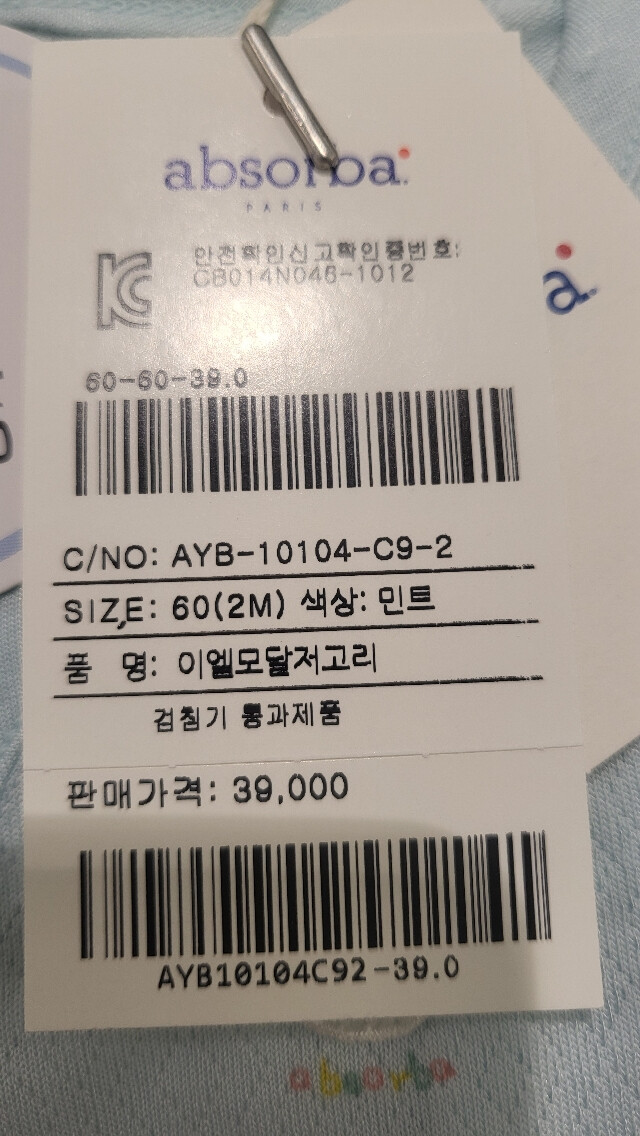 absorba
PARIS
안전확인신고확인증번호:
CB014N046-1012
60-60-39.0
C/NO: AYB-10104-C9-2
SIZE: 60(2M) 색상: 민트
품 명: 이엘모달저고리
검침기 통과제품
판매가격: 39,000
AYB10104C92-39.0
a.
absorba